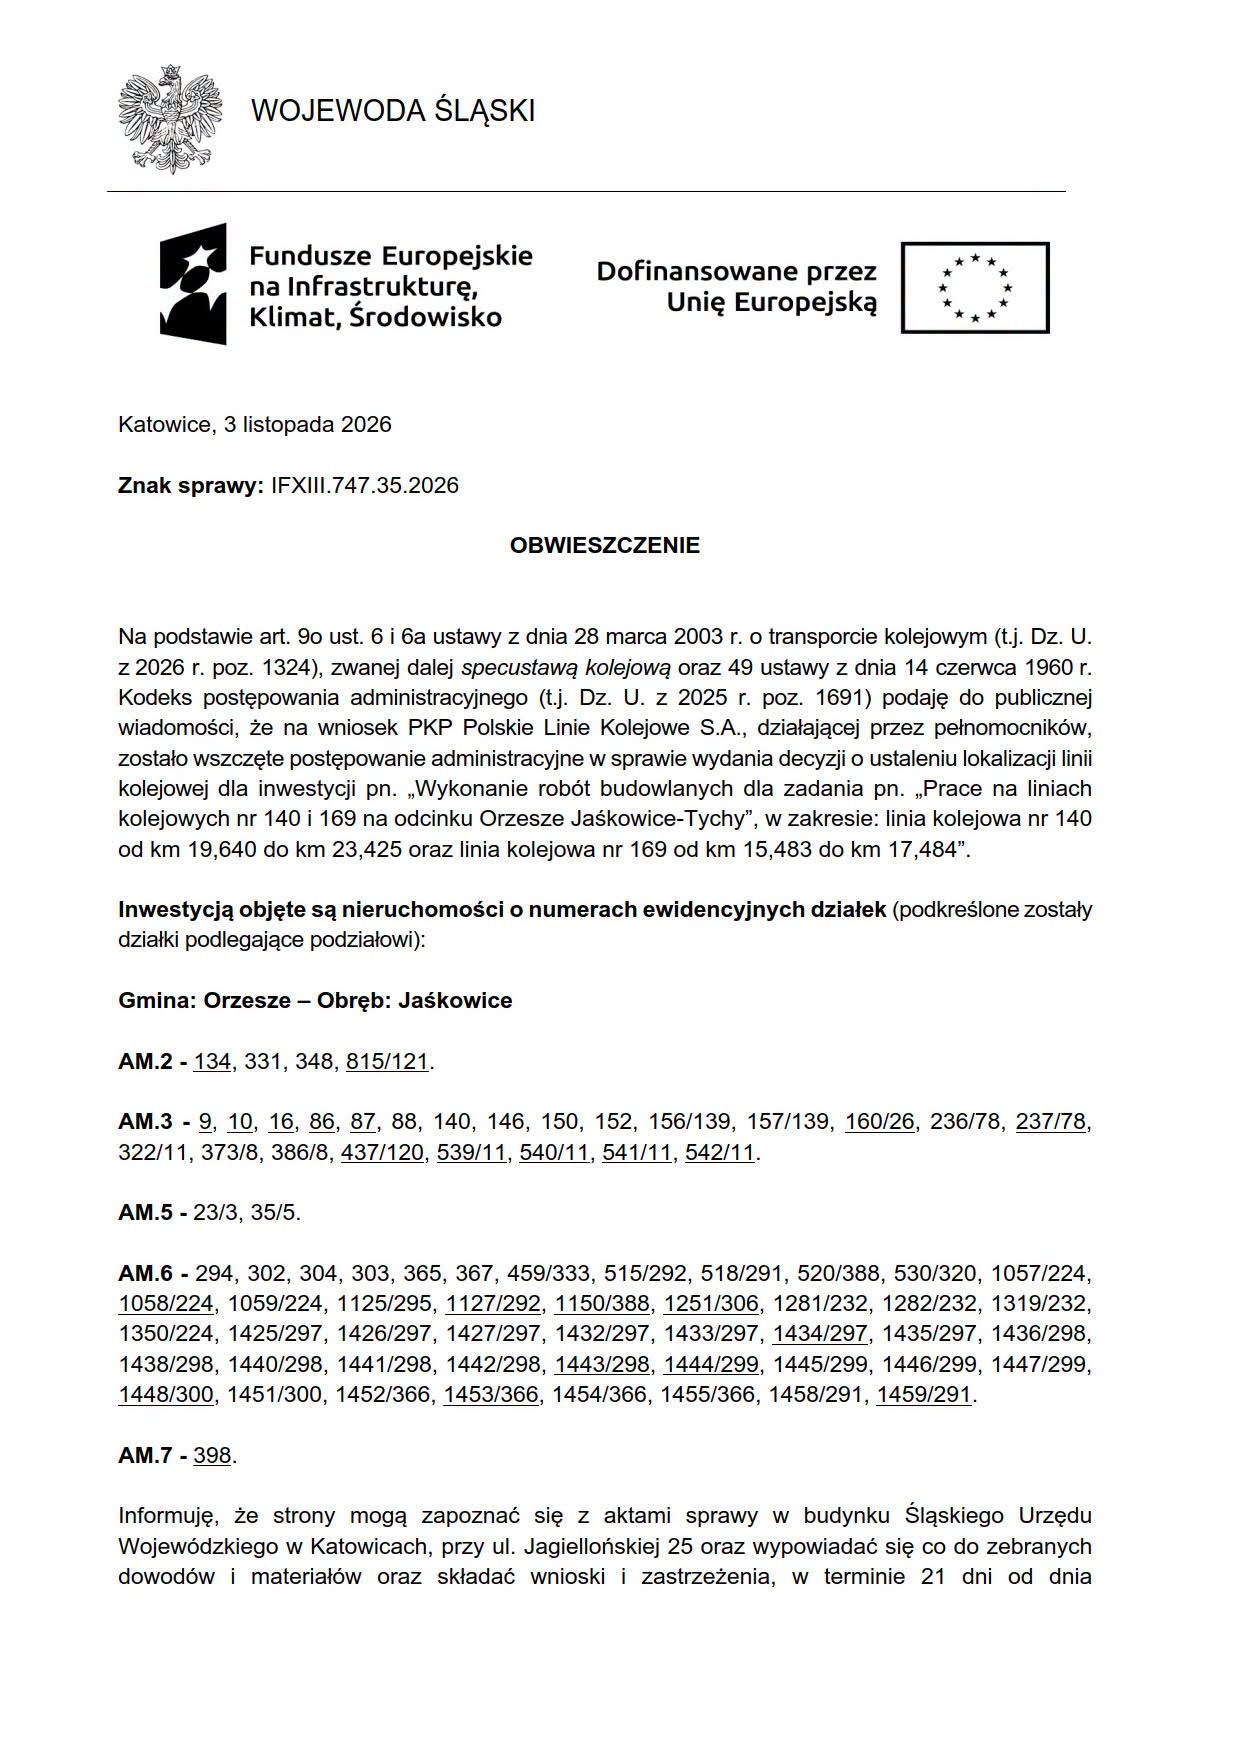 WOJEWODA ŚLĄSKI
Fundusze Europejskie
na Infrastrukturę,
Klimat, Środowisko
Dofinansowane przez
Unię Europejską
Katowice, 3 listopada 2026
Znak sprawy: IFXIII.747.35.2026
OBWIESZCZENIE
Na podstawie art. 9o ust. 6 i 6a ustawy z dnia 28 marca 2003 r. o transporcie kolejowym (t.j. Dz. U.
z 2026 r. poz. 1324), zwanej dalej specustawą kolejową oraz 49 ustawy z dnia 14 czerwca 1960 r.
Kodeks postępowania administracyjnego (t.j. Dz. U. z 2025 r. poz. 1691) podaję do publicznej
wiadomości, że na wniosek PKP Polskie Linie Kolejowe S.A., działającej przez pełnomocników,
zostało wszczęte postępowanie administracyjne w sprawie wydania decyzji o ustaleniu lokalizacji linii
kolejowej dla inwestycji pn. „Wykonanie robót budowlanych dla zadania pn. „Prace na liniach
kolejowych nr 140 i 169 na odcinku Orzesze Jaśkowice-Tychy”, w zakresie: linia kolejowa nr 140
od km 19,640 do km 23,425 oraz linia kolejowa nr 169 od km 15,483 do km 17,484”.
Inwestycją objęte są nieruchomości o numerach ewidencyjnych działek (podkreślone zostały
działki podlegające podziałowi):
Gmina: Orzesze – Obręb: Jaśkowice
AM.2 - 134, 331, 348, 815/121.
AM.3 - 9, 10, 16, 86, 87, 88, 140, 146, 150, 152, 156/139, 157/139, 160/26, 236/78, 237/78,
322/11, 373/8, 386/8, 437/120, 539/11, 540/11, 541/11, 542/11.
AM.5 - 23/3, 35/5.
AM.6 - 294, 302, 304, 303, 365, 367, 459/333, 515/292, 518/291, 520/388, 530/320, 1057/224,
1058/224, 1059/224, 1125/295, 1127/292, 1150/388, 1251/306, 1281/232, 1282/232, 1319/232,
1350/224, 1425/297, 1426/297, 1427/297, 1432/297, 1433/297, 1434/297, 1435/297, 1436/298,
1438/298, 1440/298, 1441/298, 1442/298, 1443/298, 1444/299, 1445/299, 1446/299, 1447/299,
1448/300, 1451/300, 1452/366, 1453/366, 1454/366, 1455/366, 1458/291, 1459/291.
AM.7 - 398.
Informuję, że strony mogą zapoznać się z aktami sprawy w budynku Śląskiego Urzędu
Wojewódzkiego w Katowicach, przy ul. Jagiellońskiej 25 oraz wypowiadać się co do zebranych
dowodów i materiałów oraz składać wnioski i zastrzeżenia, w terminie 21 dni od dnia